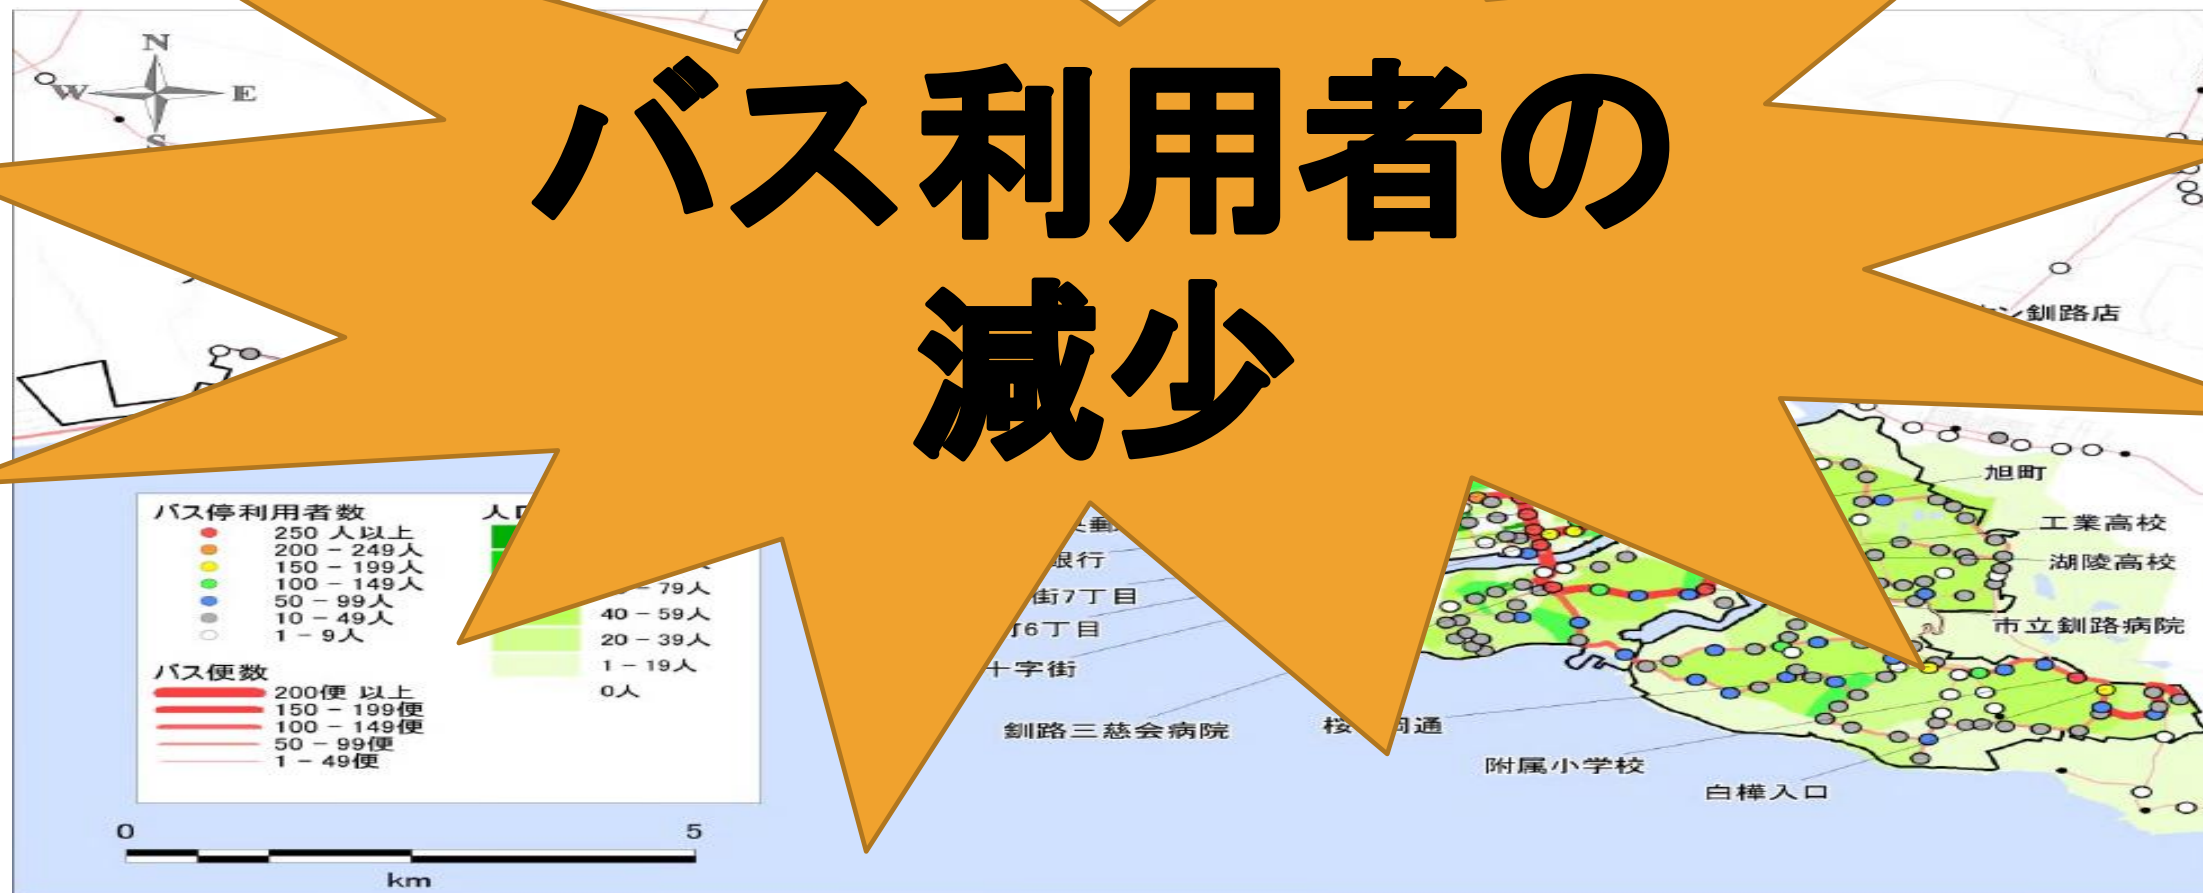 バス利用者の
減少
N
W
E
S
ン釧路店
旭町
工業高校
湖陵高校
市立釧路病院
銀行
街7丁目
6丁目
十字街
釧路三慈会病院
桜
岡通
附属小学校
白樺入口
バス停利用者数
250 人以上
200 - 249人
150 - 199人
100 - 149人
50 - 99人
10 - 49人
1 - 9人
バス便数
200便 以上
150 - 199便
100 - 149便
50 - 99便
1 - 49便
人口
- 79人
40 - 59人
20 - 39人
1 - 19人
0人
0
5
km